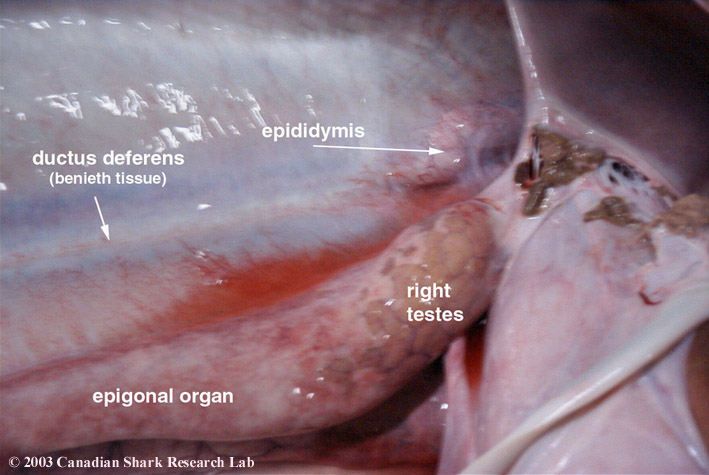 epididymis
ductus deferens
(benieth tissue)
right
testes
epigonal organ
© 2003 Canadian Shark Research Lab